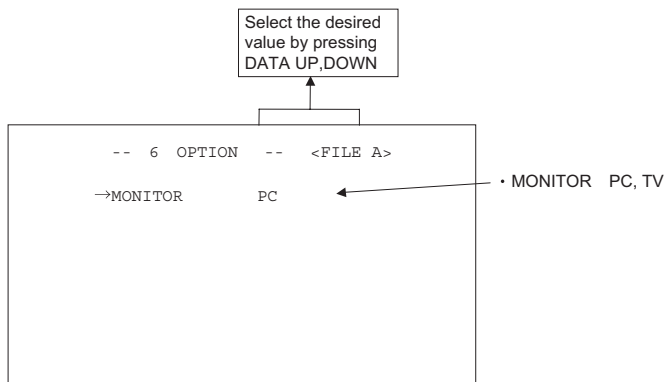 Select the desired
value by pressing
DATA UP,DOWN
-- 6 OPTION -- <FILE A>
→MONITOR PC
・MONITOR PC, TV